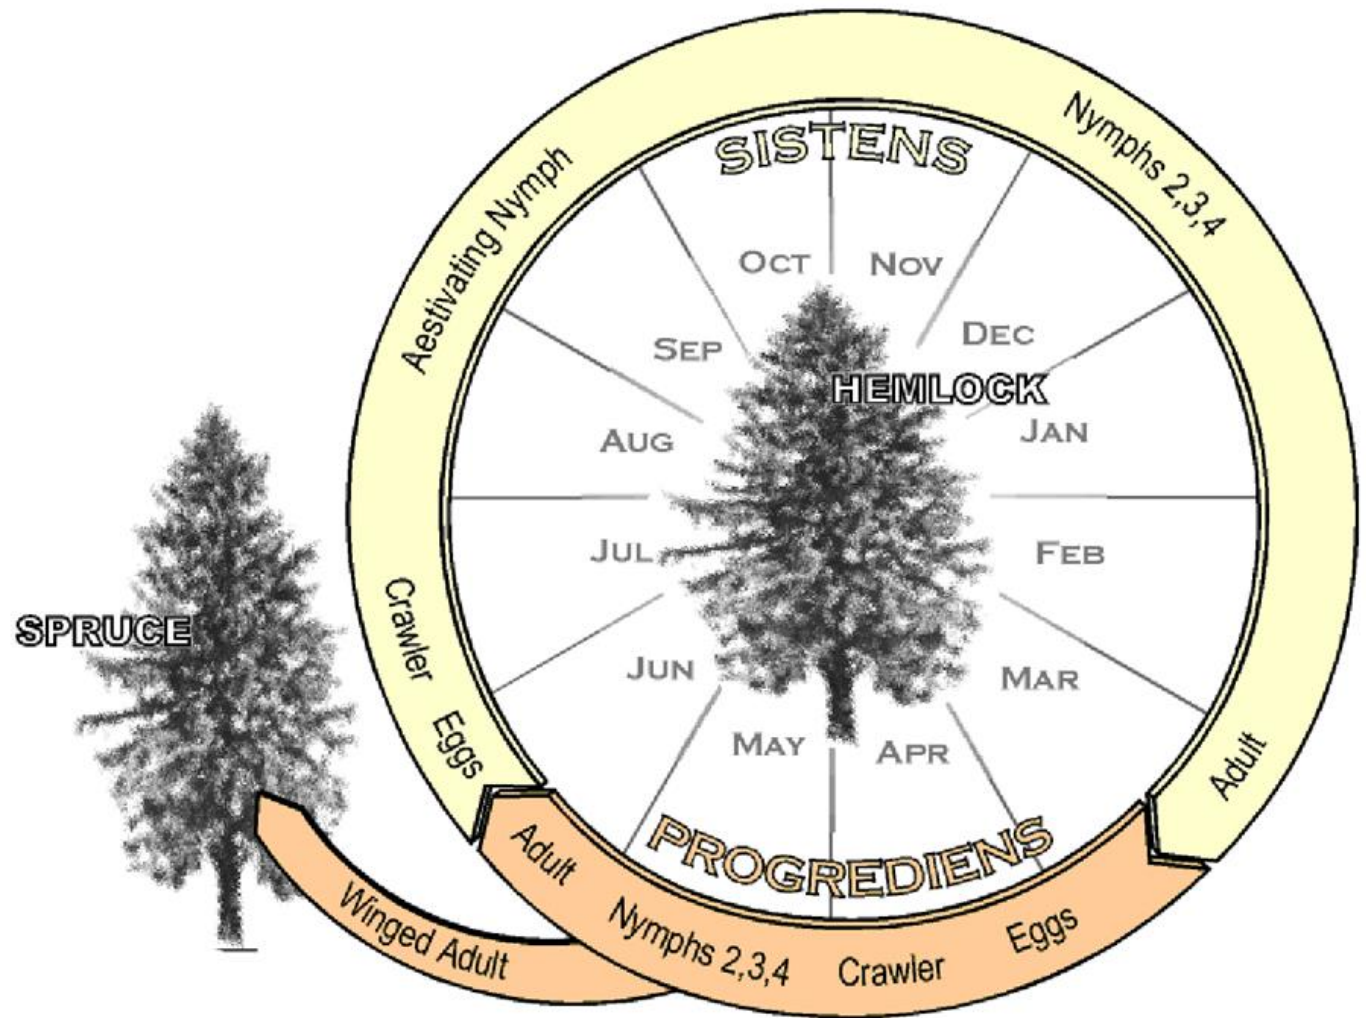 SISTENS
Nymphs 2,3,4
Adult
Aestivating Nymph
Crawler
Eggs
OCT
NOV
SEP
DEC
HEMLOCK
AUG
JAN
JUL
FEB
JUN
MAR
MAY
APR
SPRUCE
PROGREDIENS
Adult
Nymphs 2,3,4
Crawler
Eggs
Winged Adult